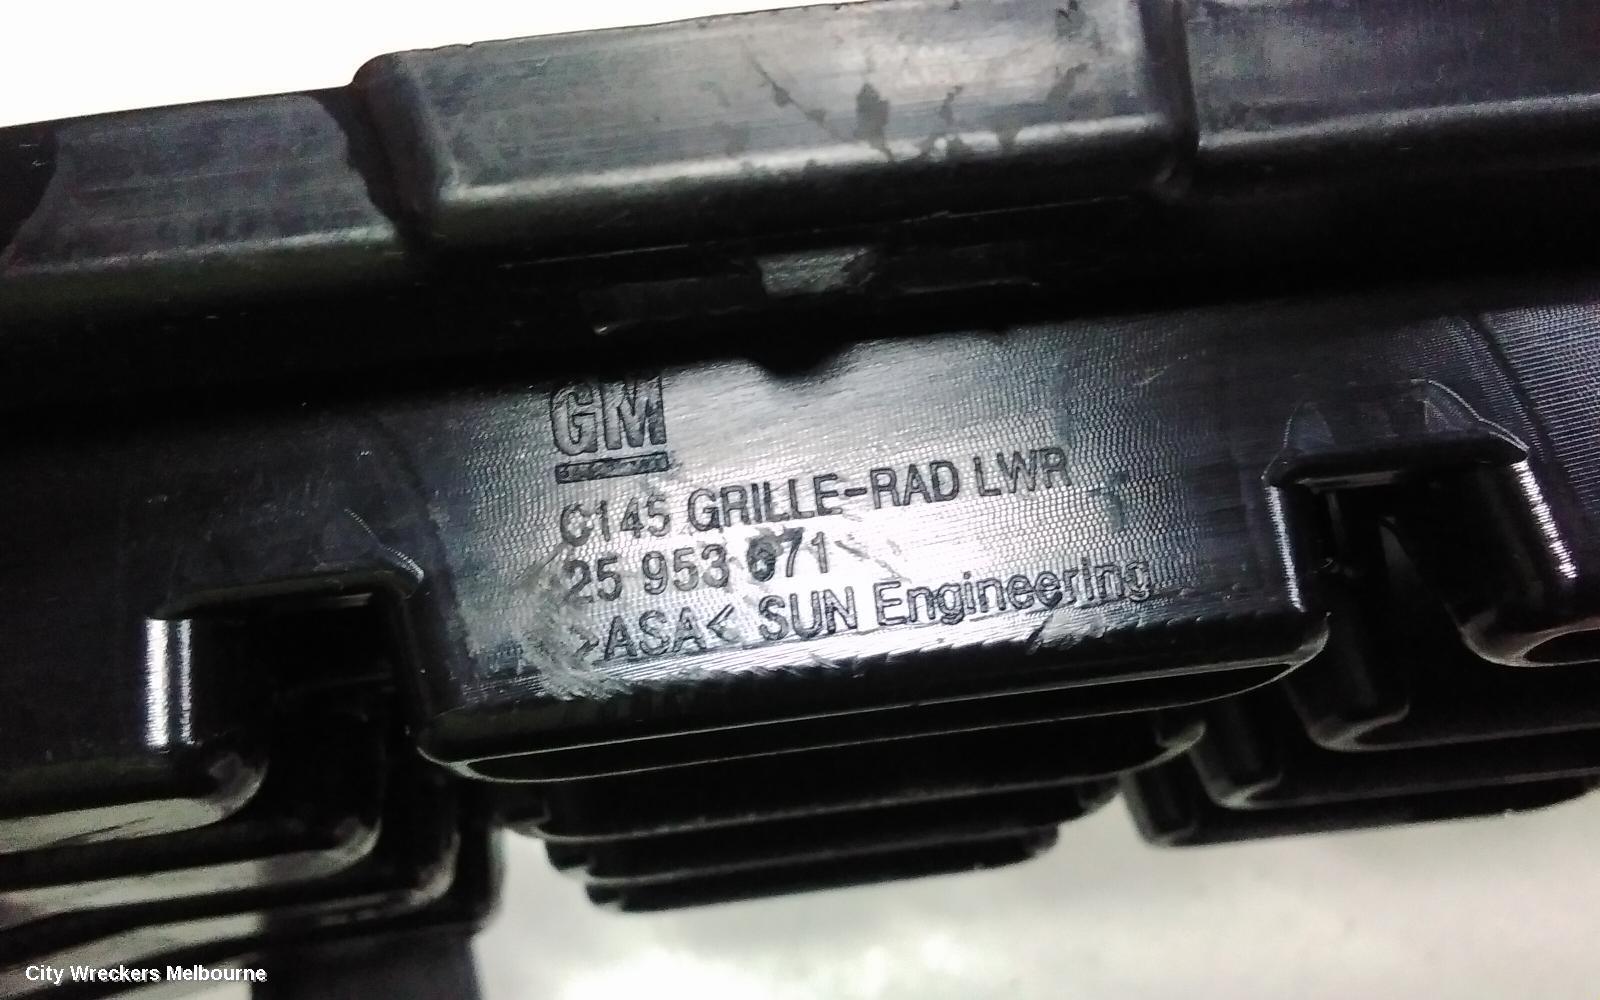 GM
C145 GRILLE-RAD LWR
25 953 671
>ASA< SUN Engineering
City Wreckers Melbourne